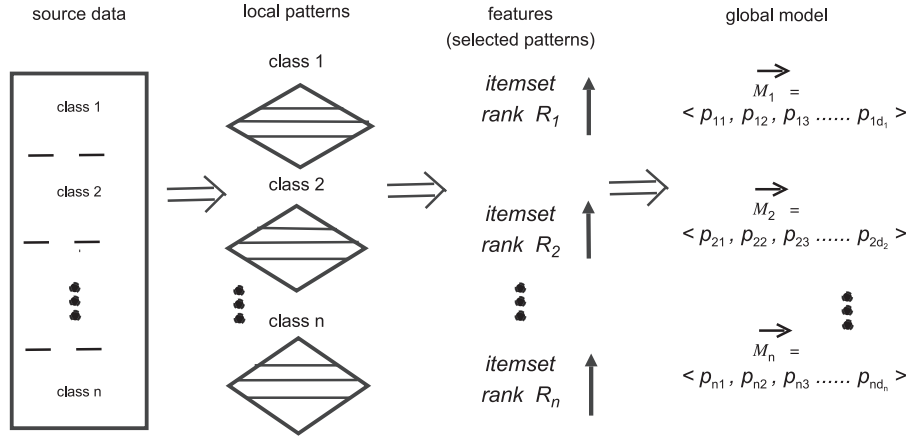 source data
local patterns
features
(selected patterns)
global model
class 1
class 2
class n
class 1
class 2
class n
itemset
rank R1
itemset
rank R2
itemset
rank Rn
M1 =
< p11, p12, p13 ...... p1d1 >
M2 =
< p21, p22, p23 ...... p2d2 >
Mn =
< pn1, pn2, pn3 ...... pndn >